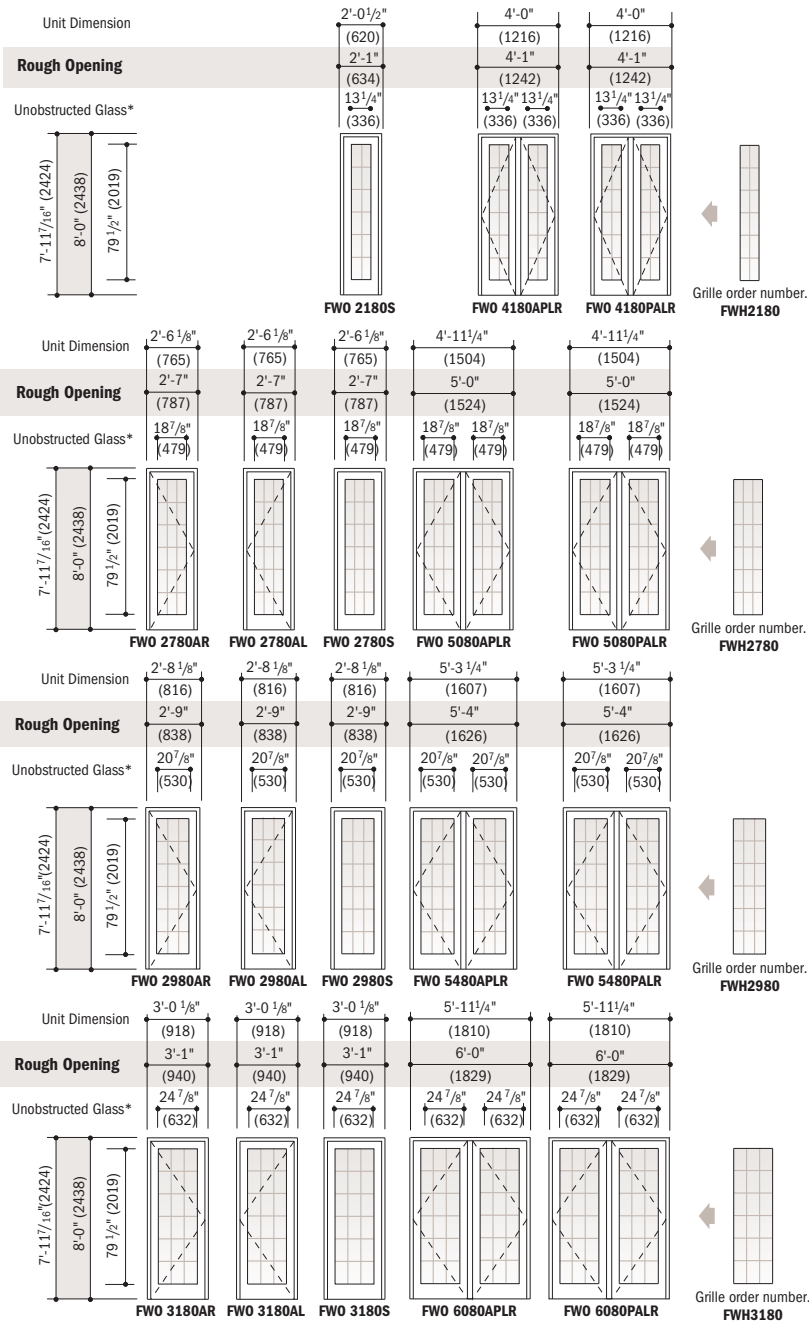 Unit Dimension 2'-0 1/2" 4'-0" 4'-0"
(620) (1216) (1216)
Rough Opening 2'-1" 4'-1" 4'-1"
(634) (1242) (1242)
Unobstructed Glass* 13 1/4" 13 1/4" 13 1/4" 13 1/4" 13 1/4"
(336) (336) (336) (336) (336)
7'-11 7/16" (2424)
8'-0" (2438)
79 1/2" (2019)
Grille order number.
FWO 2180S FWO 4180APLR FWO 4180PALR FWH2180
Unit Dimension 2'-6 1/8" 2'-6 1/8" 2'-6 1/8" 4'-11 1/4" 4'-11 1/4"
(765) (765) (765) (1504) (1504)
Rough Opening 2'-7" 2'-7" 2'-7" 5'-0" 5'-0"
(787) (787) (787) (1524) (1524)
Unobstructed Glass* 18 7/8" 18 7/8" 18 7/8" 18 7/8" 18 7/8" 18 7/8" 18 7/8"
(479) (479) (479) (479) (479) (479) (479)
7'-11 7/16" (2424)
8'-0" (2438)
79 1/2" (2019)
Grille order number.
FWO 2780AR FWO 2780AL FWO 2780S FWO 5080APLR FWO 5080PALR FWH2780
Unit Dimension 2'-8 1/8" 2'-8 1/8" 2'-8 1/8" 5'-3 1/4" 5'-3 1/4"
(816) (816) (816) (1607) (1607)
Rough Opening 2'-9" 2'-9" 2'-9" 5'-4" 5'-4"
(838) (838) (838) (1626) (1626)
Unobstructed Glass* 20 7/8" 20 7/8" 20 7/8" 20 7/8" 20 7/8" 20 7/8" 20 7/8"
(530) (530) (530) (530) (530) (530) (530)
7'-11 7/16" (2424)
8'-0" (2438)
79 1/2" (2019)
Grille order number.
FWO 2980AR FWO 2980AL FWO 2980S FWO 5480APLR FWO 5480PALR FWH2980
Unit Dimension 3'-0 1/8" 3'-0 1/8" 3'-0 1/8" 5'-11 1/4" 5'-11 1/4"
(918) (918) (918) (1810) (1810)
Rough Opening 3'-1" 3'-1" 3'-1" 6'-0" 6'-0"
(940) (940) (940) (1829) (1829)
Unobstructed Glass* 24 7/8" 24 7/8" 24 7/8" 24 7/8" 24 7/8" 24 7/8" 24 7/8"
(632) (632) (632) (632) (632) (632) (632)
7'-11 7/16" (2424)
8'-0" (2438)
79 1/2" (2019)
Grille order number.
FWO 3180AR FWO 3180AL FWO 3180S FWO 6080APLR FWO 6080PALR FWH3180